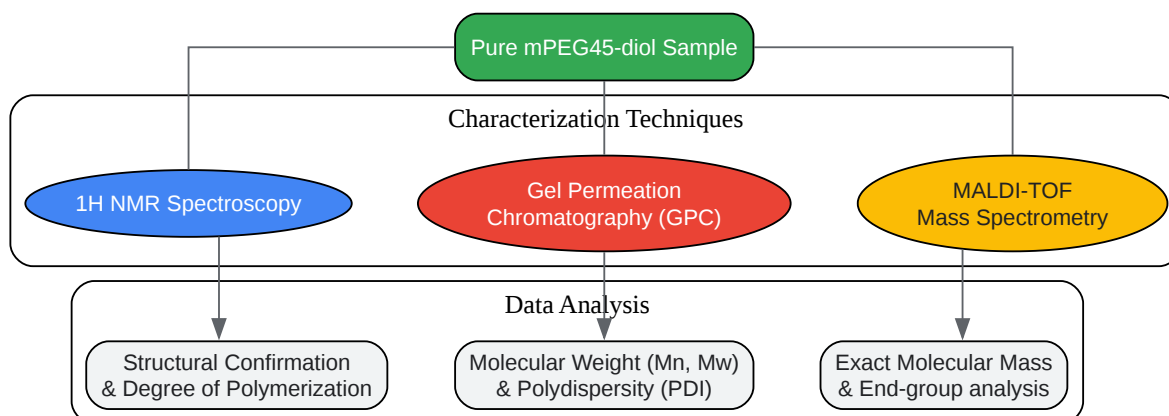 Pure mPEG45-diol Sample
Characterization Techniques
1H NMR Spectroscopy
Gel Permeation
Chromatography (GPC)
MALDI-TOF
Mass Spectrometry
Data Analysis
Structural Confirmation
& Degree of Polymerization
Molecular Weight (Mn, Mw)
& Polydispersity (PDI)
Exact Molecular Mass
& End-group analysis